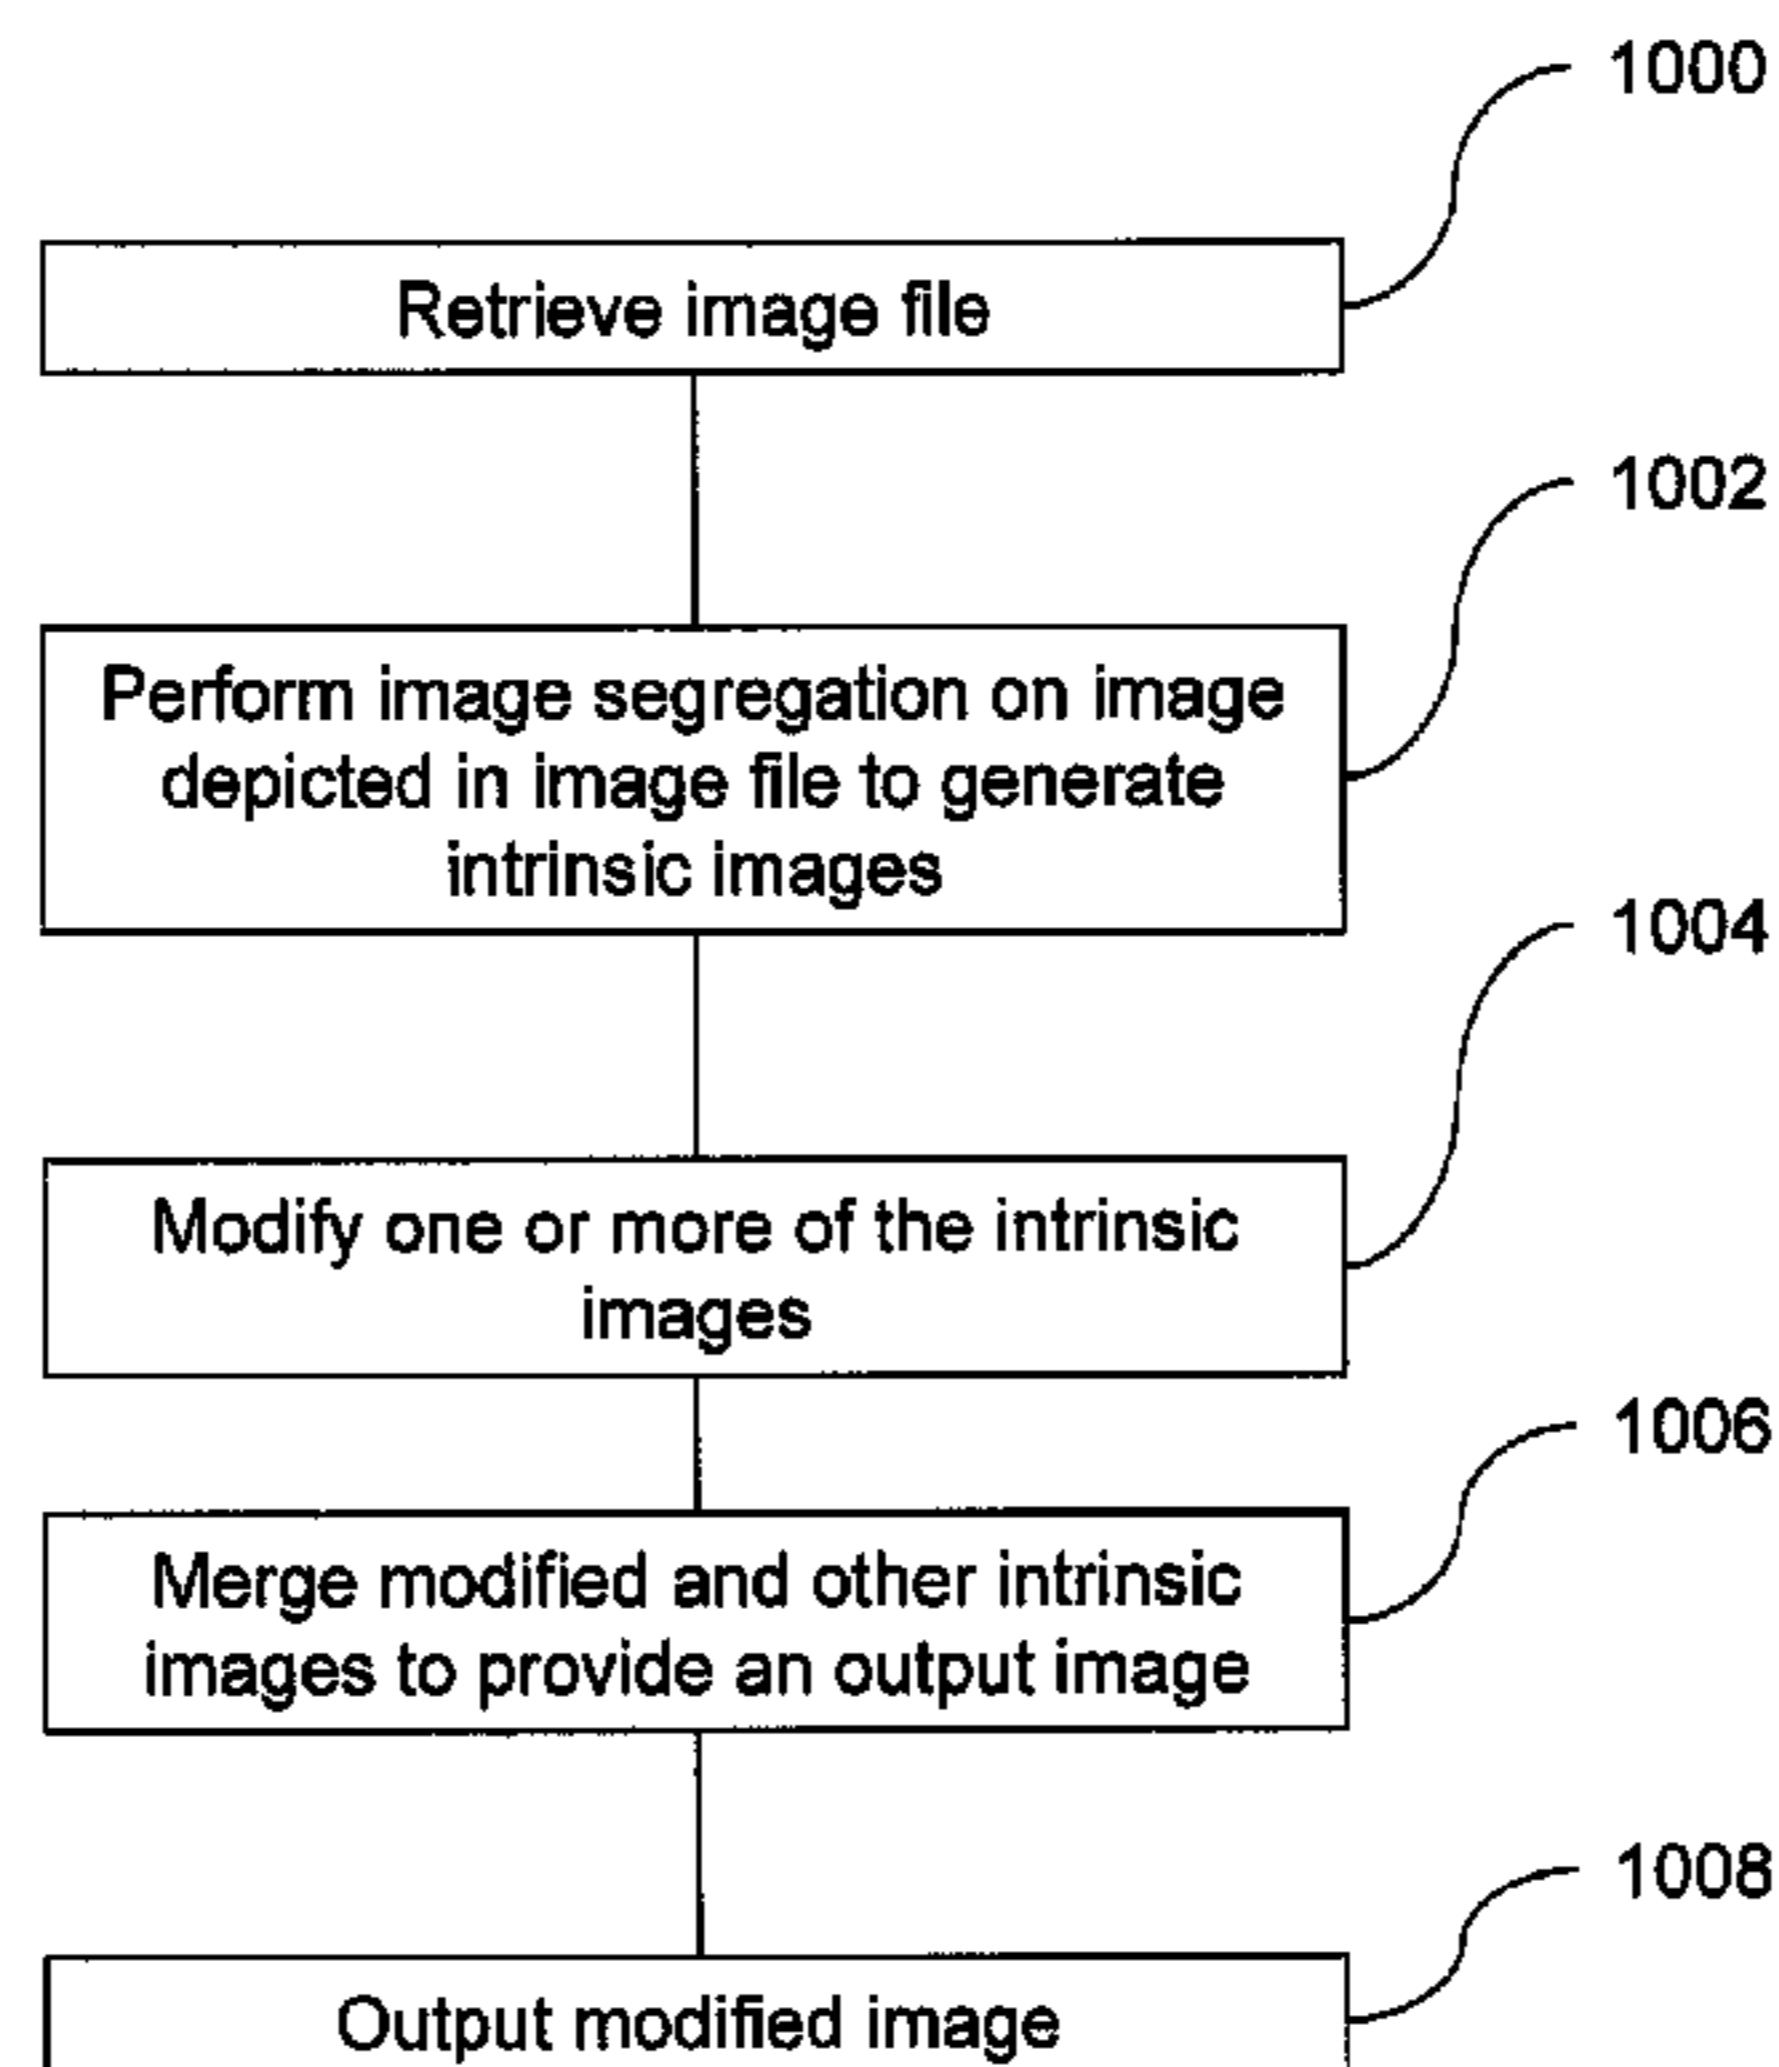 1000
Retrieve image file
1002
Perform image segregation on image
depicted in image file to generate
intrinsic images
1004
Modify one or more of the intrinsic
images
1006
Merge modified and other intrinsic
images to provide an output image
1008
Output modified image